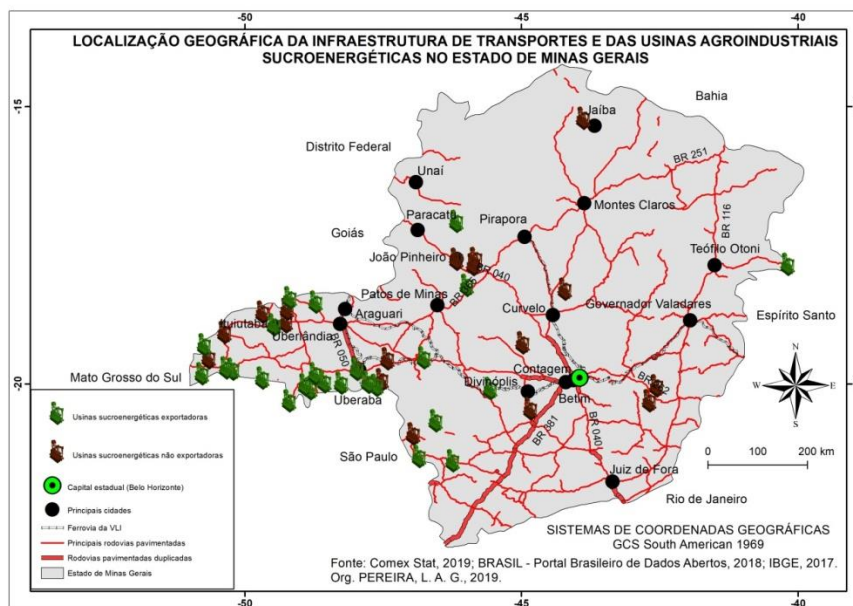 -50
-45
-40
LOCALIZAÇÃO GEOGRÁFICA DA INFRAESTRUTURA DE TRANSPORTES E DAS USINAS AGROINDUSTRIAIS
SUCROENERGÉTICAS NO ESTADO DE MINAS GERAIS
-15
-15
Jaíba
Bahia
Distrito Federal
BR 251
Unaí
Montes Claros
BR 116
Paracatu
Pirapora
Goiás
Teófilo Otoni
João Pinheiro
BR 040
Patos de Minas
Curvelo
Governador Valadares
Araguari
Espírito Santo
Uberlândia
BR 050
Contagem
Mato Grosso do Sul
-20
-20
Divinóplis
Uberaba
Betim
N
W
E
S
BR 381
BR 040
São Paulo
Juiz de Fora
Rio de Janeiro
0
100
200 km
Usinas sucroenergéticas exportadoras
Usinas sucroenergéticas não exportadoras
Capital estadual (Belo Horizonte)
Principais cidades
Ferrovia da VLI
Principais rodovias pavimentadas
Rodovias pavimentadas duplicadas
Estado de Minas Gerais
SISTEMAS DE COORDENADAS GEOGRÁFICAS
GCS South American 1969
Fonte: Comex Stat, 2019; BRASIL - Portal Brasileiro de Dados Abertos, 2018; IBGE, 2017.
Org. PEREIRA, L. A. G., 2019.
-50
-45
-40